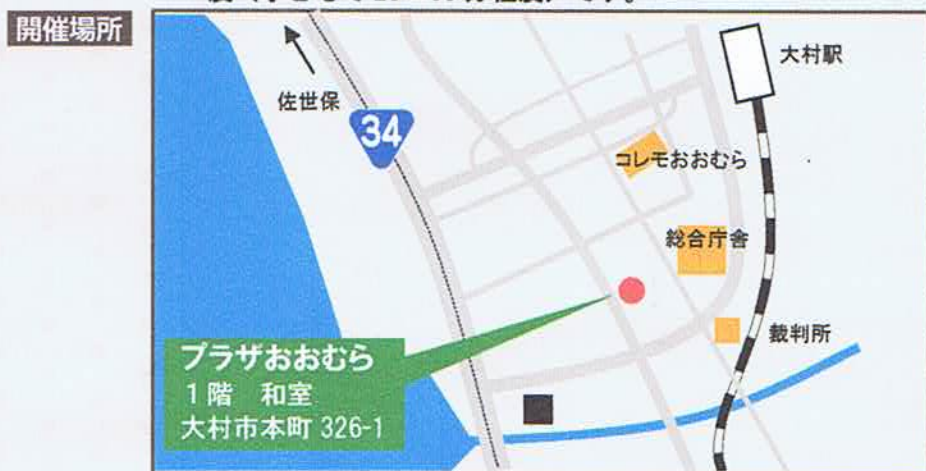 開催場所
大村駅
佐世保
34
コレモおおむら
総合庁舎
裁判所
プラザおおむら
1階 和室
大村市本町 326-1